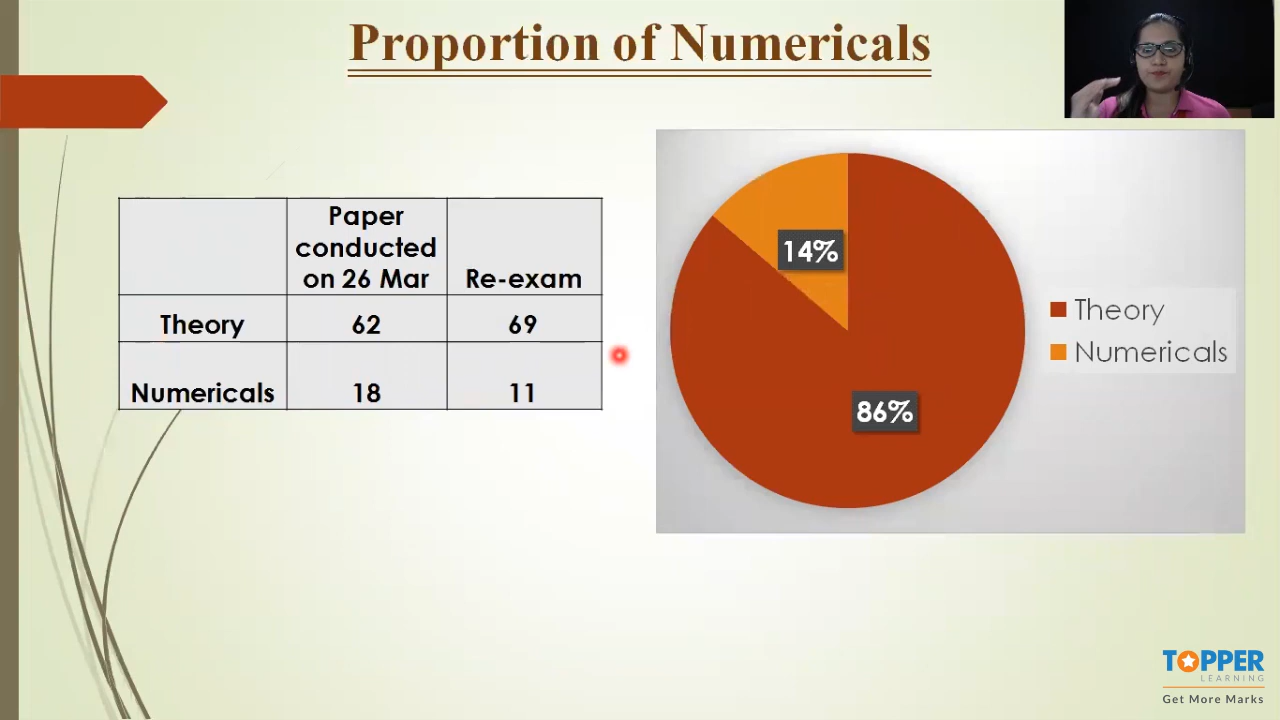 Proportion of Numericals
Paper
conducted
on 26 Mar
Re-exam
Theory 62 69
Numericals 18 11
14%
86%
Theory
Numericals
TOPPER
LEARNING
Get More Marks